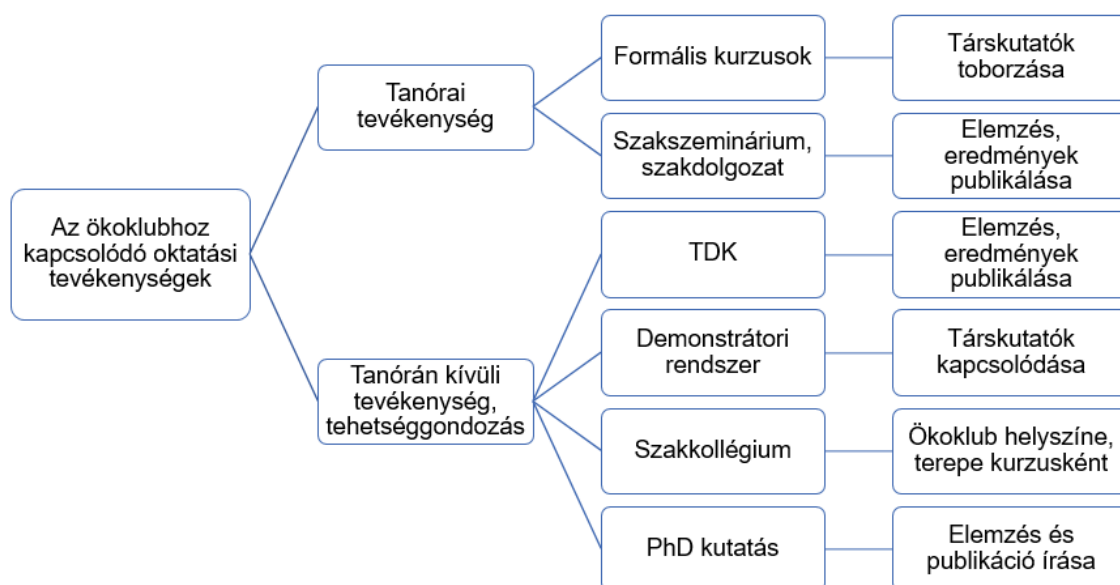 Az ökoklubhoz
kapcsolódó oktatási
tevékenységek
Tanórai
tevékenység
Formális kurzusok
Társkutatók
toborzása
Szakszeminárium,
szakdolgozat
Elemzés,
eredmények
publikálása
Tanórán kívüli
tevékenység,
tehetséggondozás
TDK
Elemzés,
eredmények
publikálása
Demonstrátori
rendszer
Társkutatók
kapcsolódása
Szakkollégium
Ökoklub helyszíne,
terepe kurzusként
PhD kutatás
Elemzés és
publikáció írása